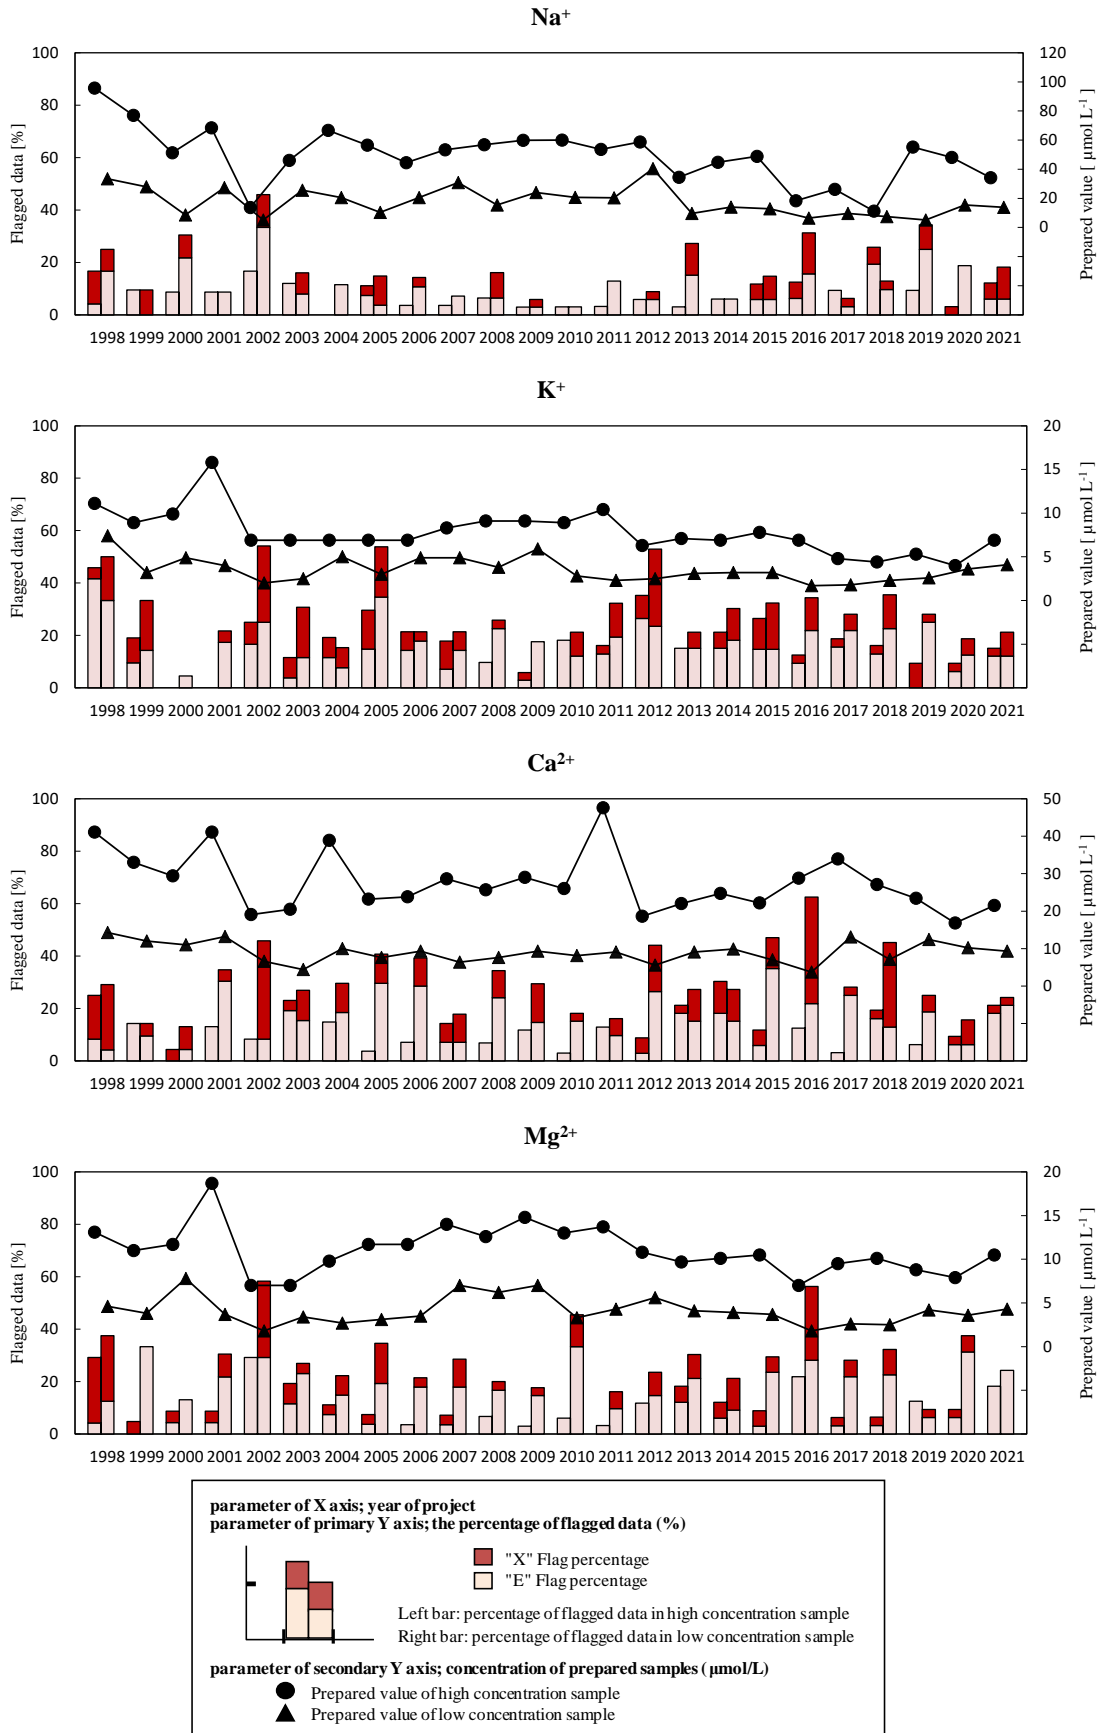 Na+
100
80
60
40
20
0
Flagged data [%]
120
100
80
60
40
20
0
Prepared value [ µmol L-1 ]
1998 1999 2000 2001 2002 2003 2004 2005 2006 2007 2008 2009 2010 2011 2012 2013 2014 2015 2016 2017 2018 2019 2020 2021
K+
100
80
60
40
20
0
Flagged data [%]
20
15
10
5
0
Prepared value [ µmol L-1 ]
1998 1999 2000 2001 2002 2003 2004 2005 2006 2007 2008 2009 2010 2011 2012 2013 2014 2015 2016 2017 2018 2019 2020 2021
Ca2+
100
80
60
40
20
0
Flagged data [%]
50
40
30
20
10
0
Prepared value [ µmol L-1 ]
1998 1999 2000 2001 2002 2003 2004 2005 2006 2007 2008 2009 2010 2011 2012 2013 2014 2015 2016 2017 2018 2019 2020 2021
Mg2+
100
80
60
40
20
0
Flagged data [%]
20
15
10
5
0
Prepared value [ µmol L-1 ]
1998 1999 2000 2001 2002 2003 2004 2005 2006 2007 2008 2009 2010 2011 2012 2013 2014 2015 2016 2017 2018 2019 2020 2021
parameter of X axis; year of project
parameter of primary Y axis; the percentage of flagged data (%)
"X" Flag percentage
"E" Flag percentage
Left bar: percentage of flagged data in high concentration sample
Right bar: percentage of flagged data in low concentration sample
parameter of secondary Y axis; concentration of prepared samples (µmol/L)
Prepared value of high concentration sample
Prepared value of low concentration sample